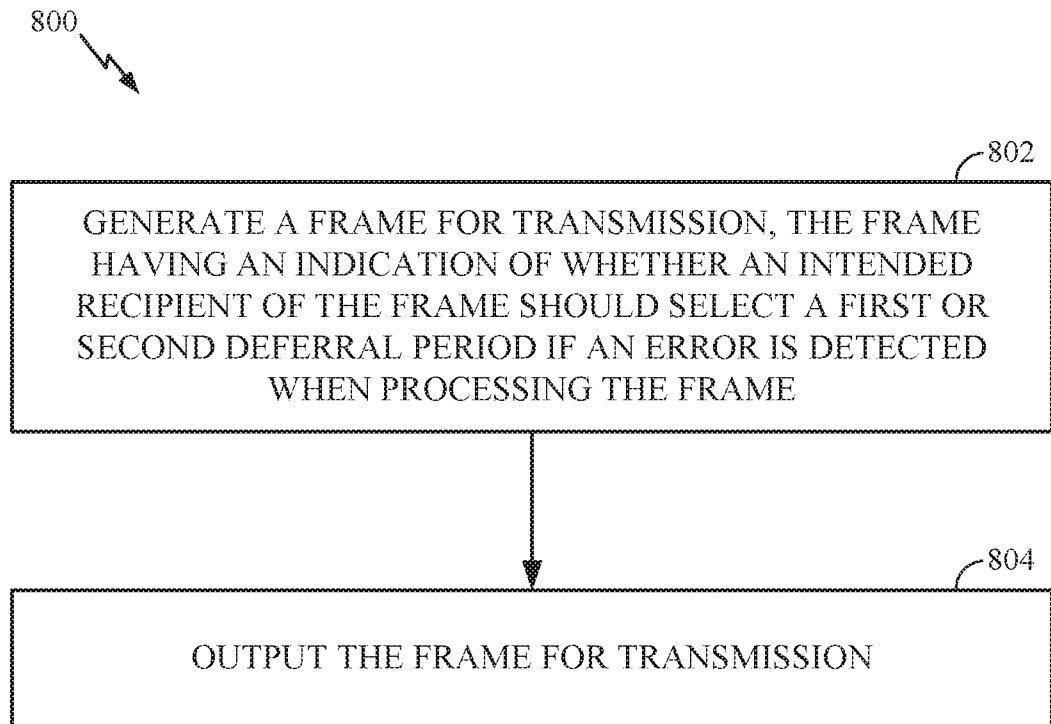 800
802
GENERATE A FRAME FOR TRANSMISSION, THE FRAME
HAVING AN INDICATION OF WHETHER AN INTENDED
RECIPIENT OF THE FRAME SHOULD SELECT A FIRST OR
SECOND DEFERRAL PERIOD IF AN ERROR IS DETECTED
WHEN PROCESSING THE FRAME
804
OUTPUT THE FRAME FOR TRANSMISSION